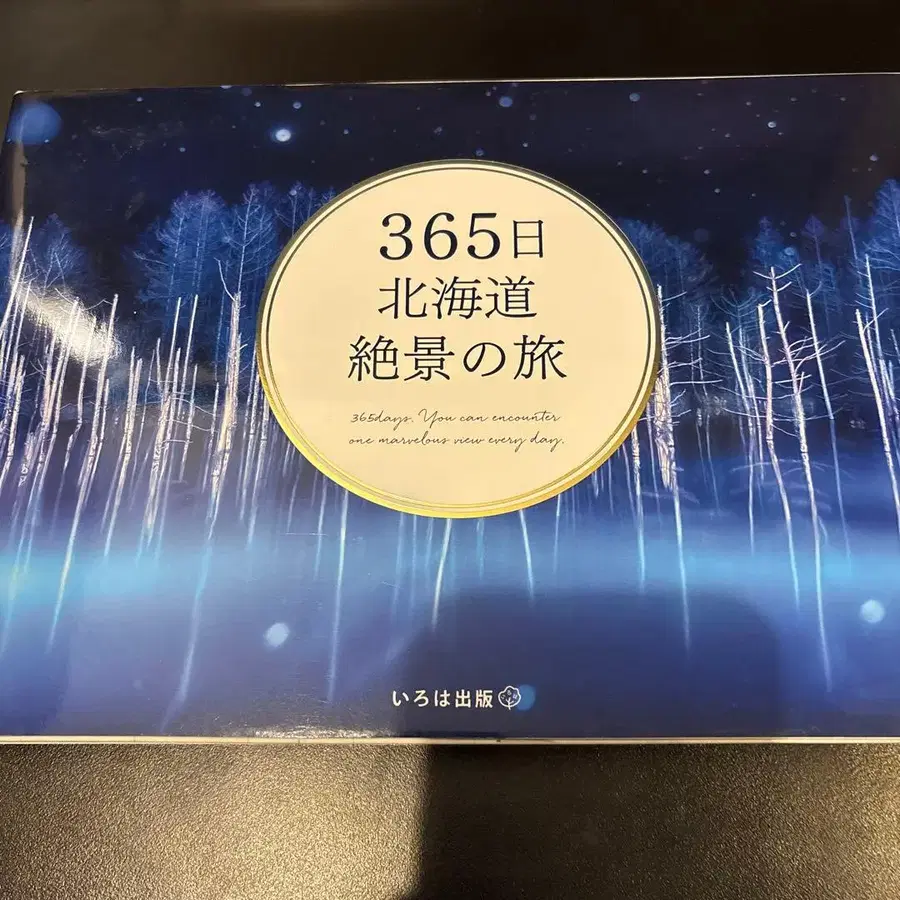 365日
北海道
絶景の旅
365days. You can encounter
one marvelous view every day.
いろは出版